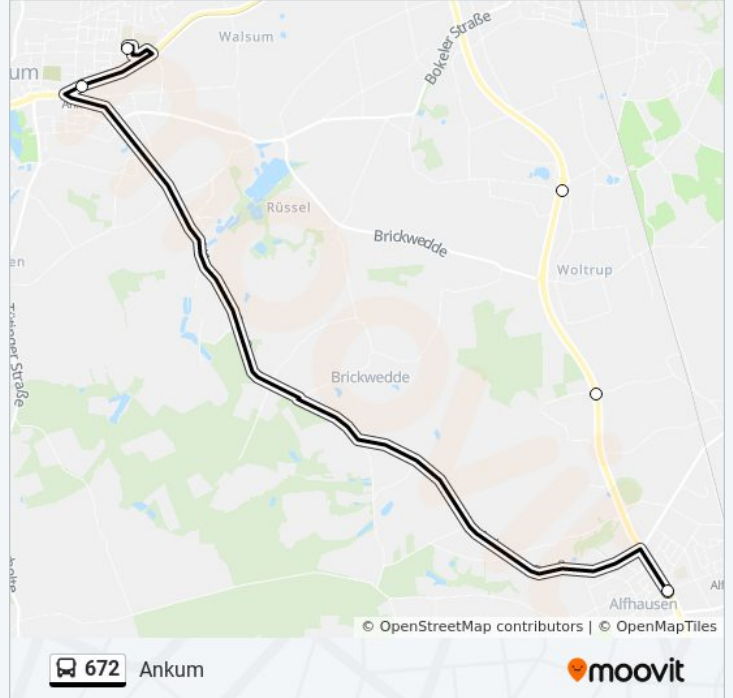 Walsum
Bokeler Straße
um
Rüssel
Brickwedde
Woltrup
en
Brickwedde
Alfhausen
Alf
© OpenStreetMap contributors | © OpenMapTiles
672 Ankum
moovit